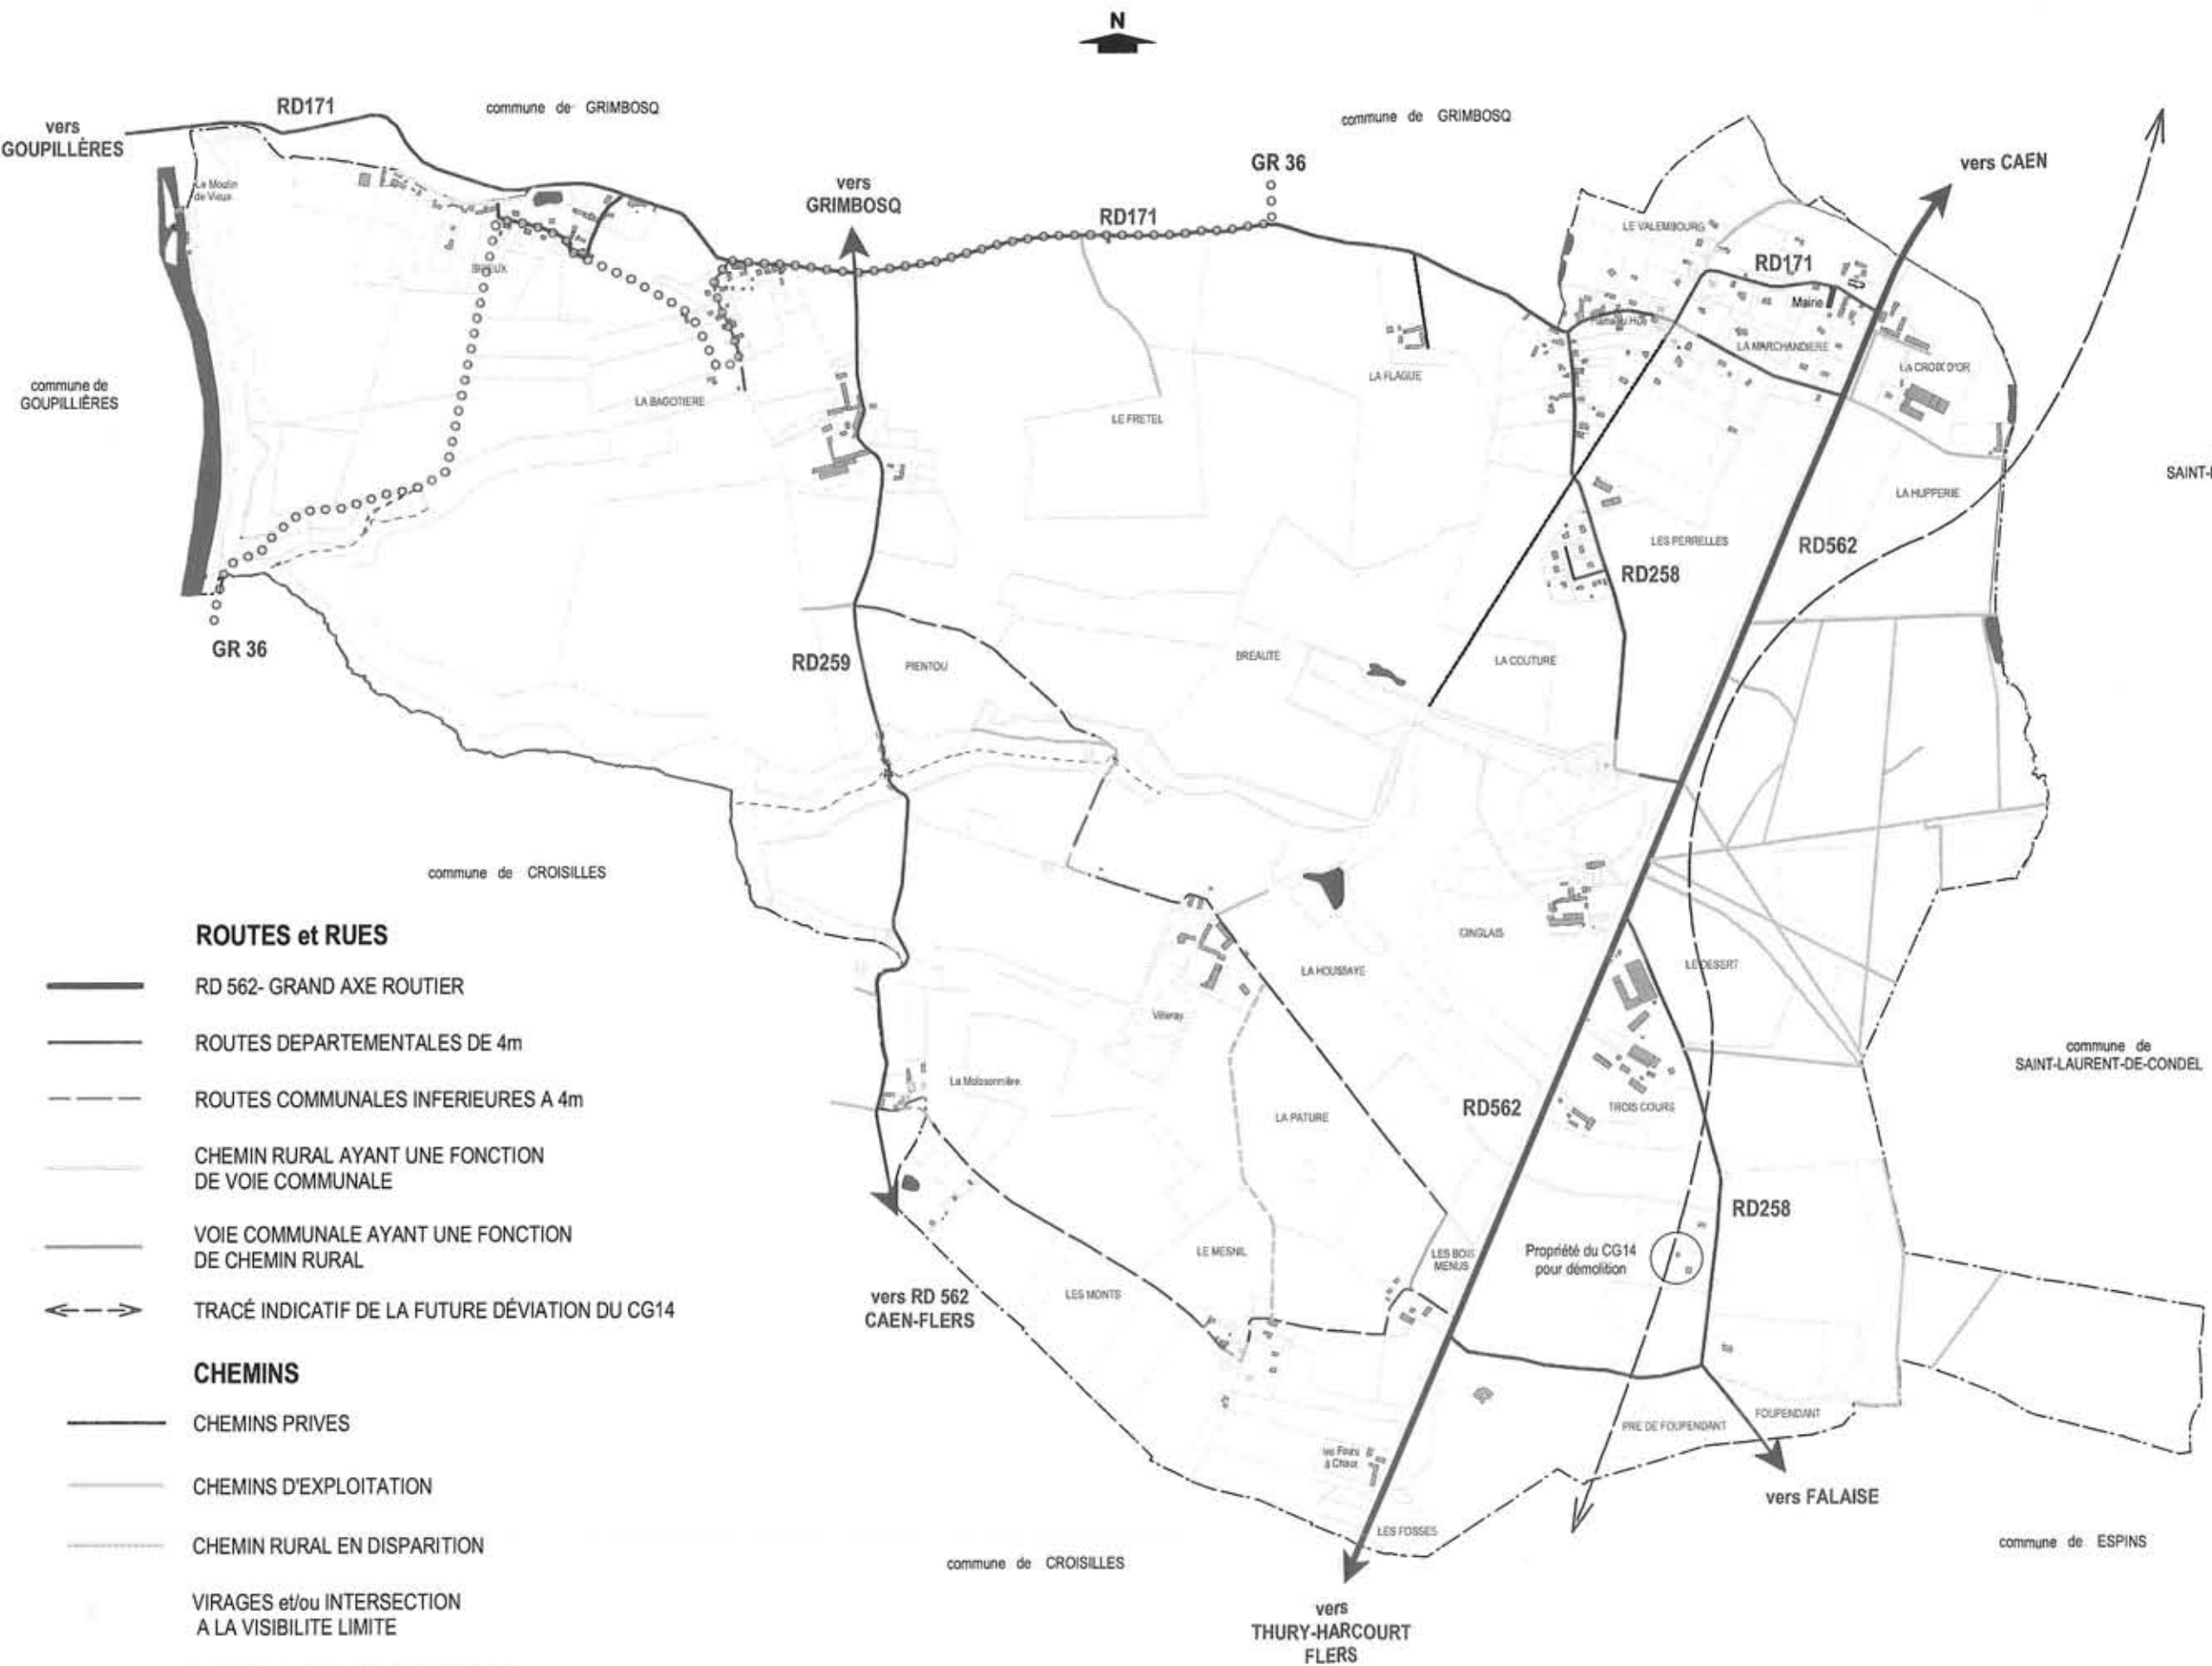 N
RD171
commune de GRIMBOSQ
commune de GRIMBOSQ
vers
GOUPILLÈRES
GR 36
vers CAEN
Le Moulin
de Vieux
vers
GRIMBOSQ
RD171
LE VALEMBOURG
RD171
Mairie
LA MARCHANDIERE
LA CROIX D'OR
commune de
GOUPILLIÈRES
LA BAGOTIERE
LA FLAGUE
LE FRETEL
SAINT-
LA HUPPERIE
LES PERRELLES
RD562
RD258
GR 36
RD259
PIENTOU
BREAUTE
LA COUTURE
commune de CROISILLES
CINGLAIS
LA HOUSSAYE
LE DESERT
Villeray
commune de
SAINT-LAURENT-DE-CONDEL
La Moissonnière
RD562
TROIS COURS
LA PATURE
RD258
LE MESNIL
LES BOIS
MENUS
Propriété du CG14
pour démolition
LES MONTS
vers RD 562
CAEN-FLERS
PRE DE FOUPENDANT
FOUPENDANT
les Fours
à Chaux
vers FALAISE
LES FOSSES
commune de ESPINS
commune de CROISILLES
vers
THURY-HARCOURT
FLERS
ROUTES et RUES
RD 562- GRAND AXE ROUTIER
ROUTES DEPARTEMENTALES DE 4m
ROUTES COMMUNALES INFERIEURES A 4m
CHEMIN RURAL AYANT UNE FONCTION
DE VOIE COMMUNALE
VOIE COMMUNALE AYANT UNE FONCTION
DE CHEMIN RURAL
TRACÉ INDICATIF DE LA FUTURE DÉVIATION DU CG14
CHEMINS
CHEMINS PRIVES
CHEMINS D'EXPLOITATION
CHEMIN RURAL EN DISPARITION
VIRAGES et/ou INTERSECTION
A LA VISIBILITE LIMITE